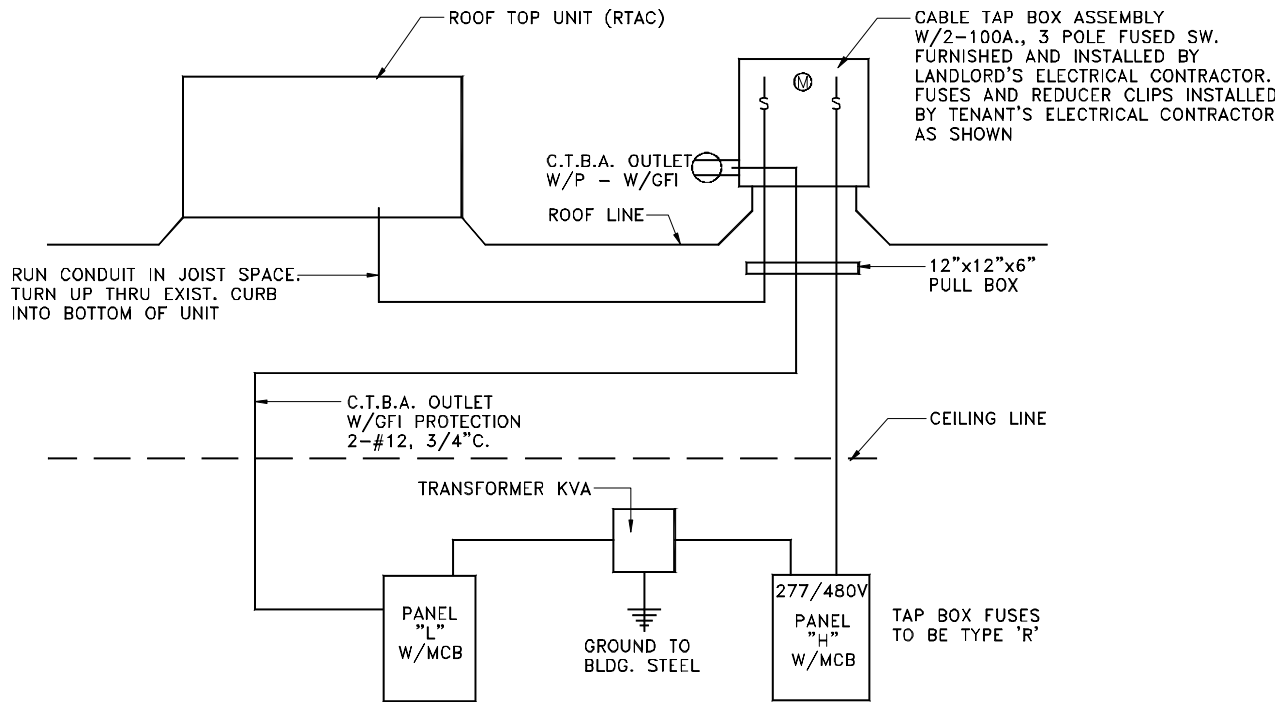 ROOF TOP UNIT (RTAC)
CABLE TAP BOX ASSEMBLY
W/2-100A., 3 POLE FUSED SW.
FURNISHED AND INSTALLED BY
LANDLORD'S ELECTRICAL CONTRACTOR.
FUSES AND REDUCER CLIPS INSTALLED
BY TENANT'S ELECTRICAL CONTRACTOR
AS SHOWN
M
S
S
C.T.B.A. OUTLET
W/P - W/GFI
ROOF LINE
RUN CONDUIT IN JOIST SPACE.
TURN UP THRU EXIST. CURB
INTO BOTTOM OF UNIT
12"x12"x6"
PULL BOX
C.T.B.A. OUTLET
W/GFI PROTECTION
2-#12, 3/4"C.
CEILING LINE
TRANSFORMER KVA
PANEL
"L"
W/MCB
GROUND TO
BLDG. STEEL
277/480V
PANEL
"H"
W/MCB
TAP BOX FUSES
TO BE TYPE 'R'